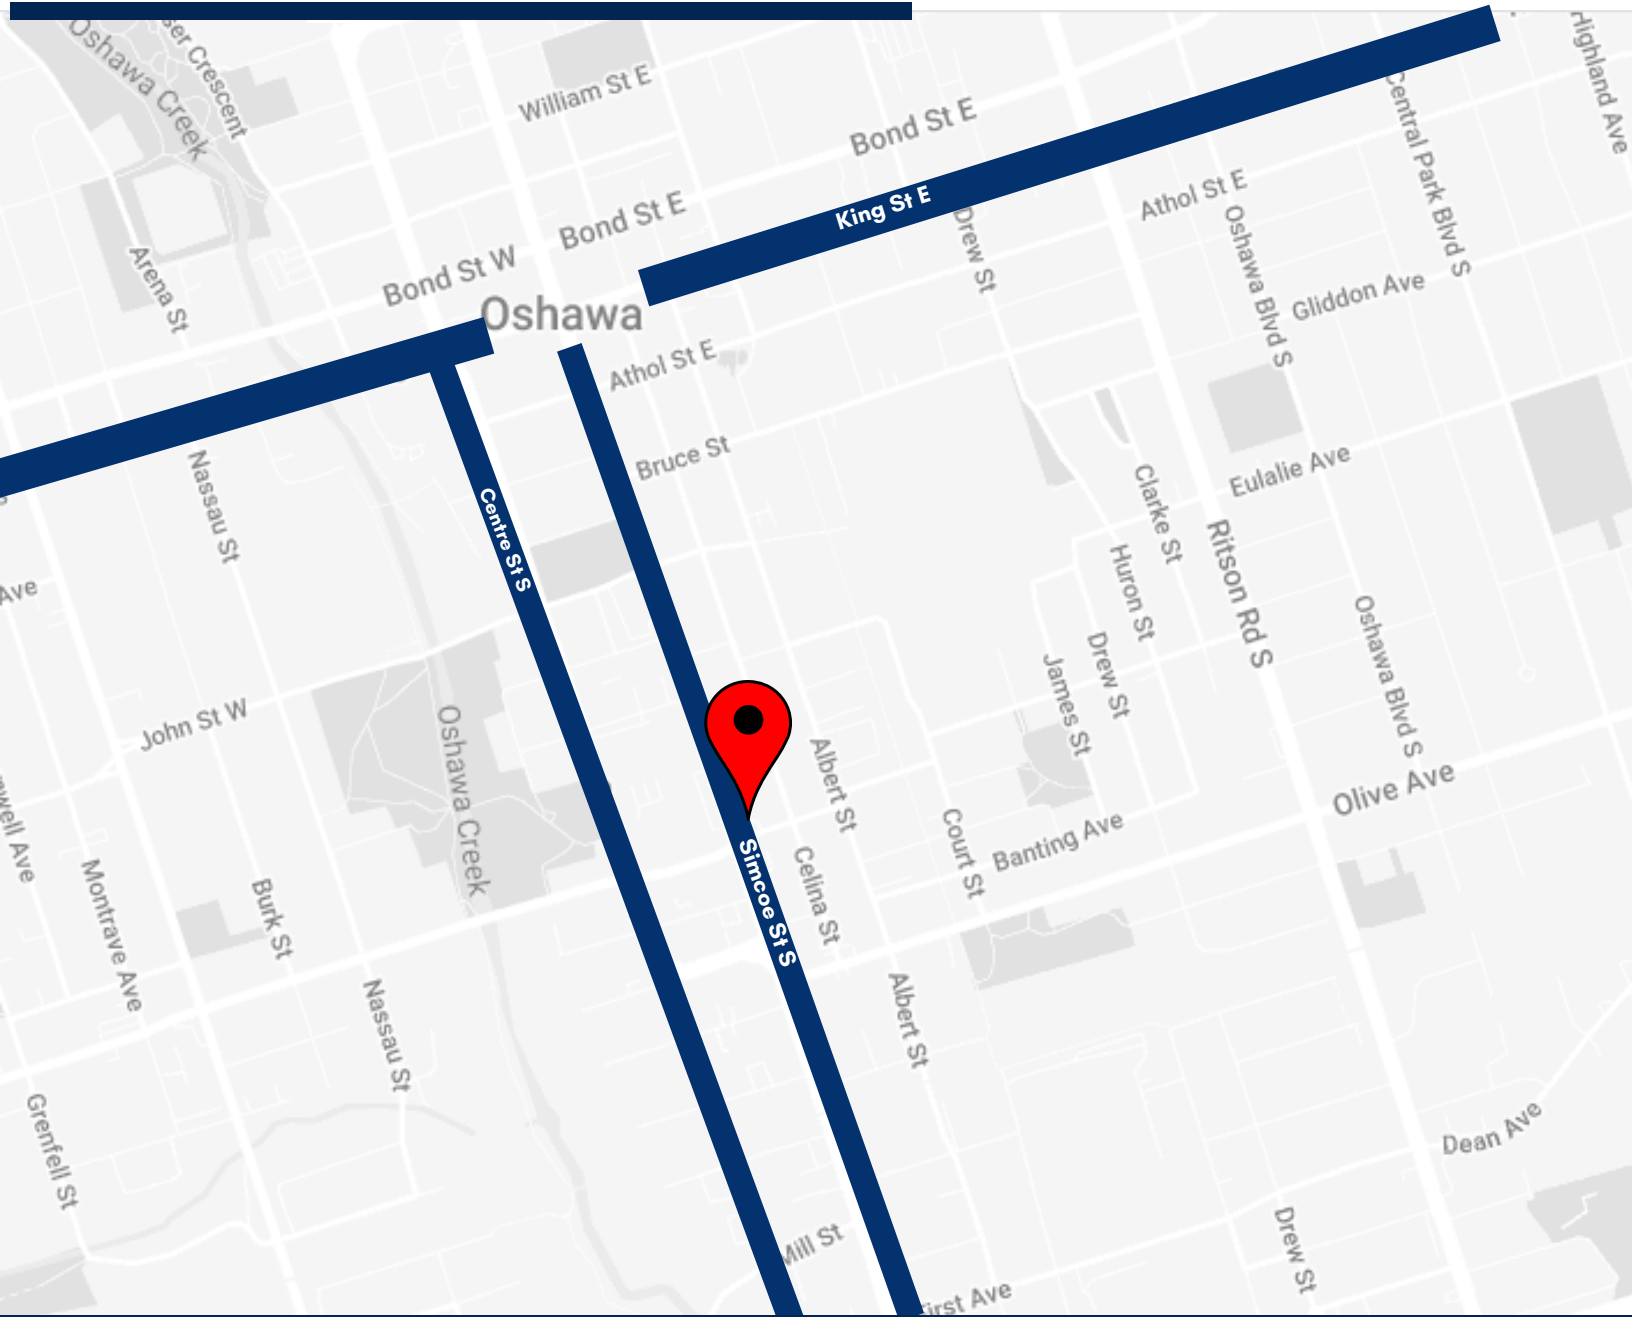 Oshawa Creek
ser Crescent
Highland Ave
William St E
Central Park Blvd S
Bond St E
King St E
Athol St E
Bond St E
Drew St
Oshawa Blvd S
Arena St
Bond St W
Gliddon Ave
Oshawa
Athol St E
Bruce St
Nassau St
Eulalie Ave
Clarke St
Centre St S
Ritson Rd S
Huron St
Ave
Oshawa Blvd S
Drew St
James St
John St W
Oshawa Creek
Albert St
Olive Ave
well Ave
Court St
Banting Ave
Simcoe St S
Celina St
Montrave Ave
Burk St
Nassau St
Albert St
Grenfell St
Dean Ave
Drew St
Mill St
First Ave